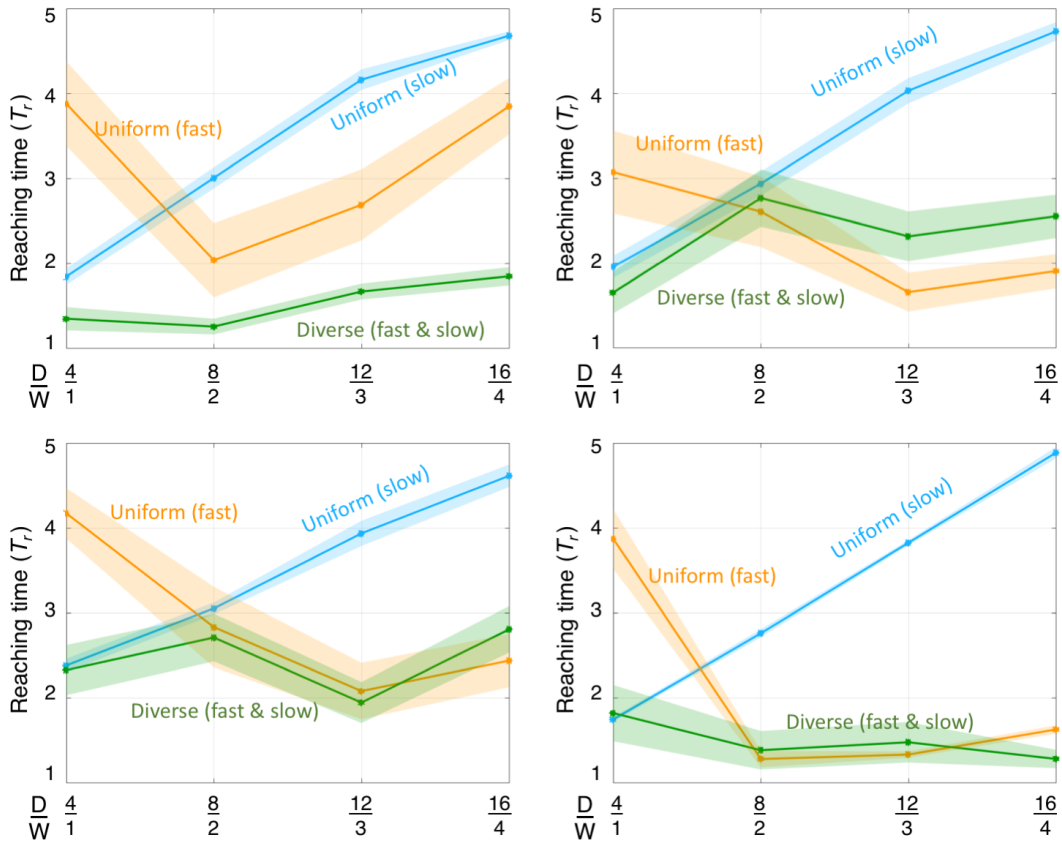 5
4
3
2
1
Reaching time (Tr)
Uniform (fast)
Uniform (slow)
Diverse (fast & slow)
D/W 4/1 8/2 12/3 16/4
5
4
3
2
1
Reaching time (Tr)
Uniform (slow)
Uniform (fast)
Diverse (fast & slow)
D/W 4/1 8/2 12/3 16/4
5
4
3
2
1
Reaching time (Tr)
Uniform (fast)
Uniform (slow)
Diverse (fast & slow)
D/W 4/1 8/2 12/3 16/4
5
4
3
2
1
Reaching time (Tr)
Uniform (slow)
Uniform (fast)
Diverse (fast & slow)
D/W 4/1 8/2 12/3 16/4